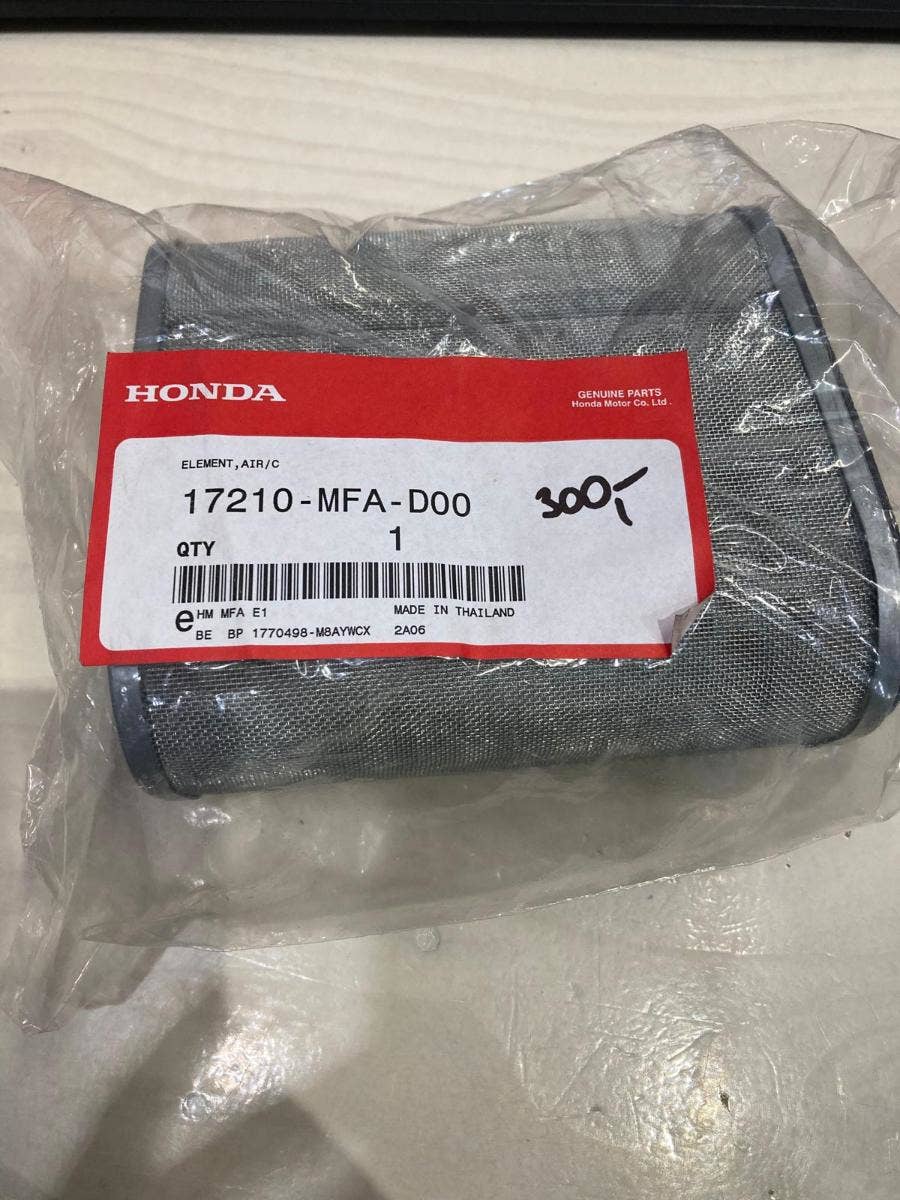 HONDA
GENUINE PARTS
Honda Motor Co. Ltd.
ELEMENT,AIR/C
17210-MFA-D00
300,-
QTY 1
e HM MFA E1 MADE IN THAILAND
BE BP 1770498-M8AYWCX 2A06